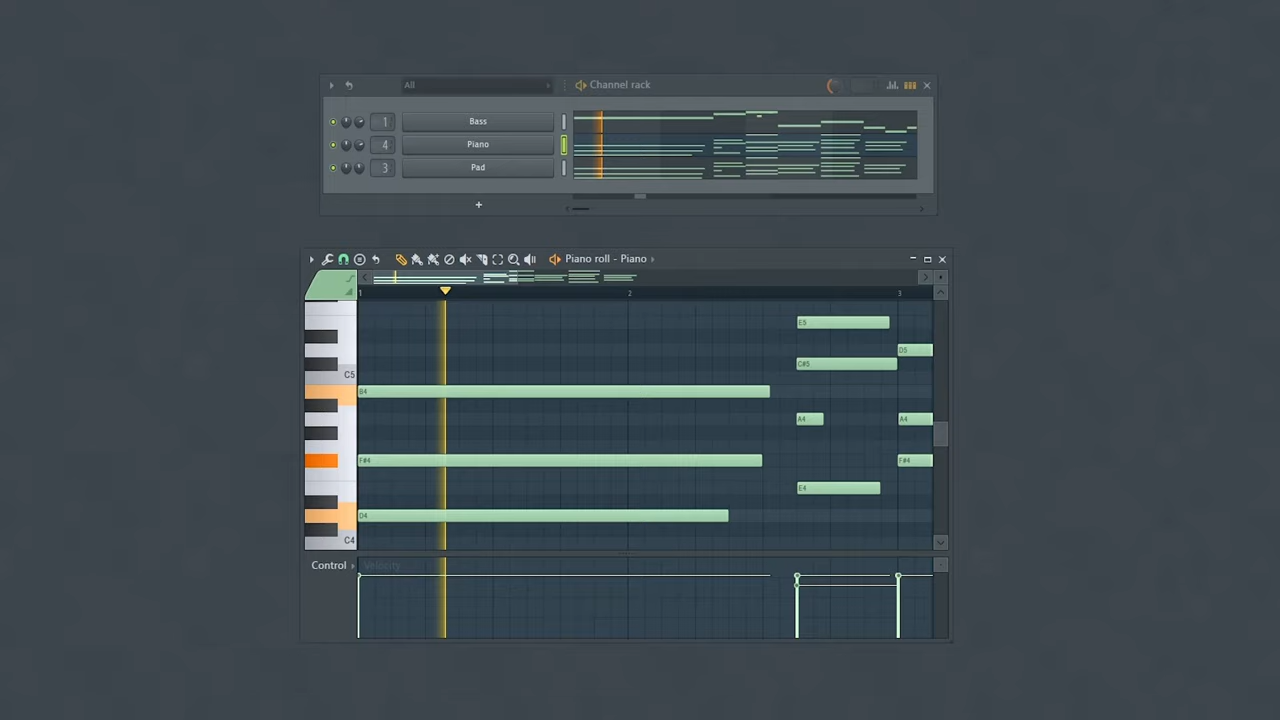 All
Channel rack
1
Bass
4
Piano
3
Pad
+
Piano roll - Piano
1
2
3
E5
D5
C#5
C5
B4
A4
A4
F#4
F#4
E4
D4
C4
Control
Velocity